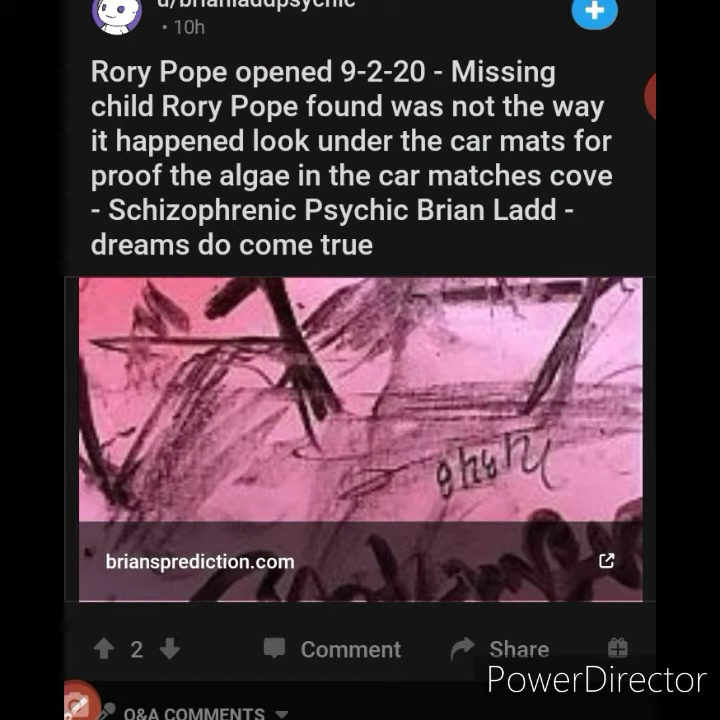 u/brianladdpsychic
• 10h
Rory Pope opened 9-2-20 - Missing
child Rory Pope found was not the way
it happened look under the car mats for
proof the algae in the car matches cove
- Schizophrenic Psychic Brian Ladd -
dreams do come true
briansprediction.com
2
Comment
Share
PowerDirector
Q&A COMMENTS